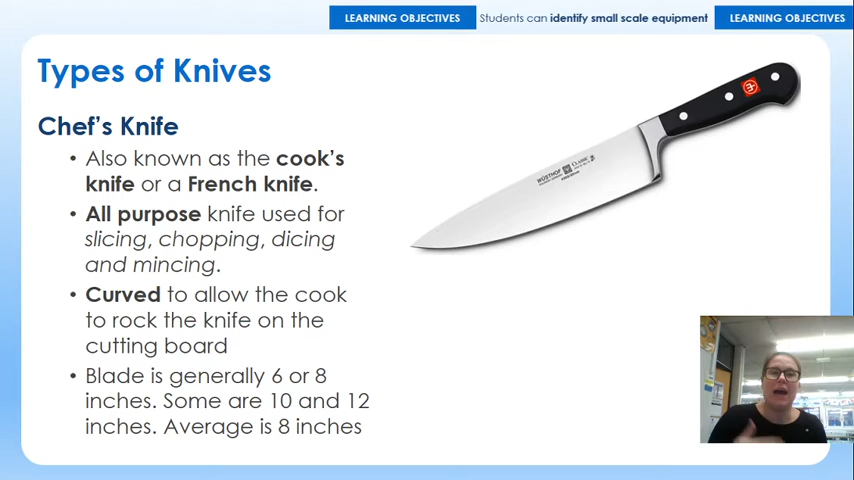 LEARNING OBJECTIVES Students can identify small scale equipment LEARNING OBJECTIVES
Types of Knives
Chef's Knife
• Also known as the cook's
knife or a French knife.
• All purpose knife used for
slicing, chopping, dicing
and mincing.
• Curved to allow the cook
to rock the knife on the
cutting board
• Blade is generally 6 or 8
inches. Some are 10 and 12
inches. Average is 8 inches
WÜSTHOF CLASSIC